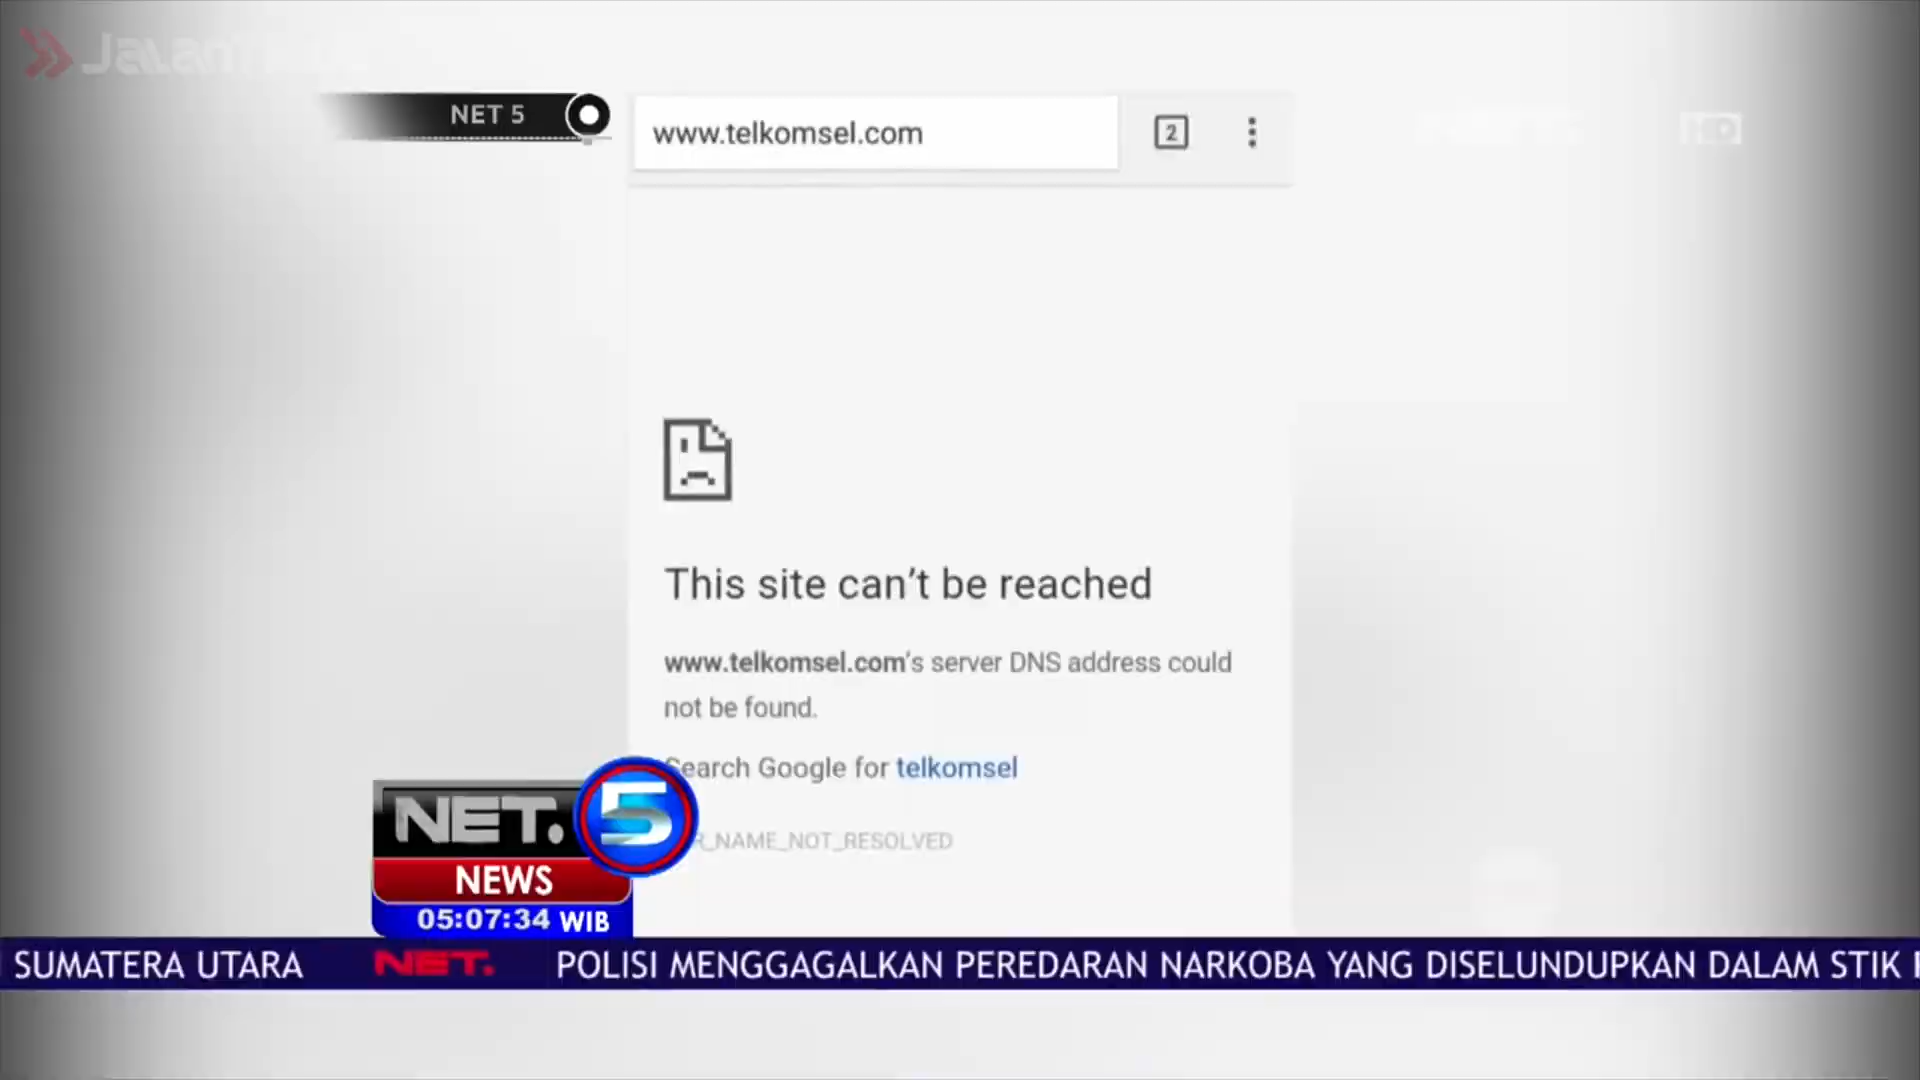 NET 5
www.telkomsel.com
2
HD
This site can’t be reached
www.telkomsel.com’s server DNS address could
not be found.
Search Google for telkomsel
R_NAME_NOT_RESOLVED
NET. 5
NEWS
05:07:34 WIB
SUMATERA UTARA NET. POLISI MENGGAGALKAN PEREDARAN NARKOBA YANG DISELUNDUPKAN DALAM STIK